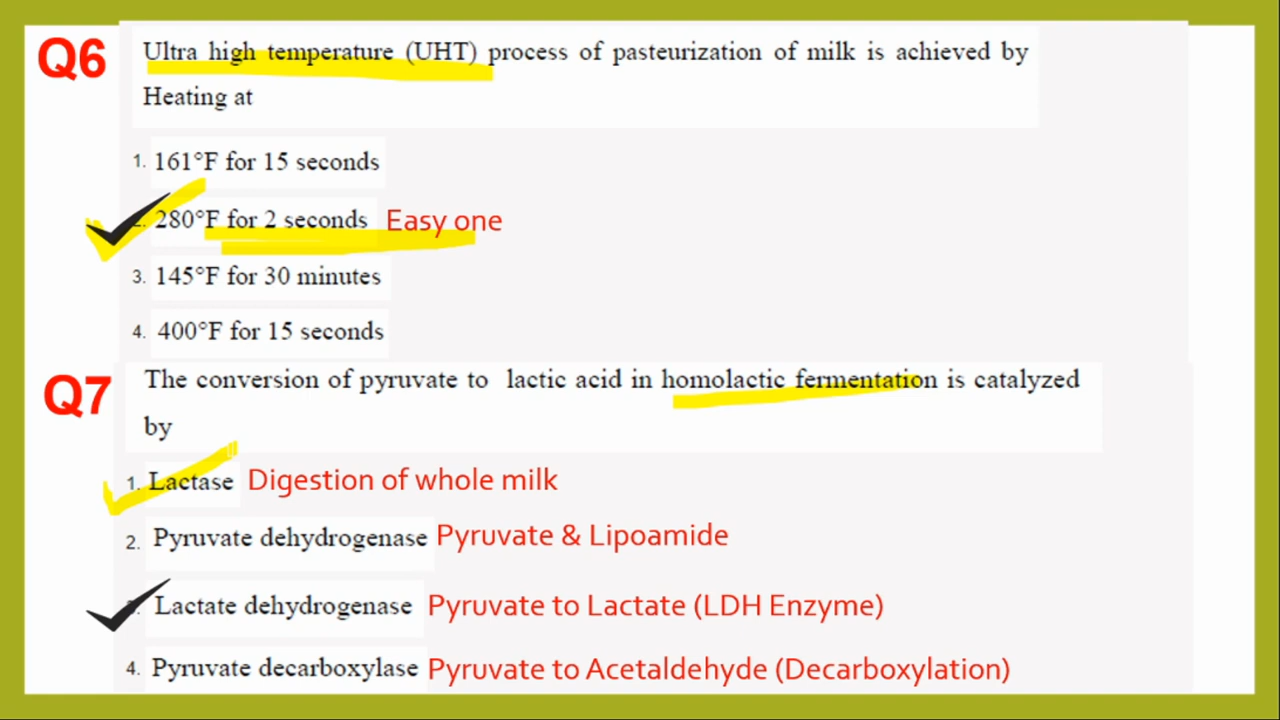 Q6
Ultra high temperature (UHT) process of pasteurization of milk is achieved by
Heating at
1. 161°F for 15 seconds
2. 280°F for 2 seconds Easy one
3. 145°F for 30 minutes
4. 400°F for 15 seconds
Q7
The conversion of pyruvate to lactic acid in homolactic fermentation is catalyzed
by
1. Lactase Digestion of whole milk
2. Pyruvate dehydrogenase Pyruvate & Lipoamide
3. Lactate dehydrogenase Pyruvate to Lactate (LDH Enzyme)
4. Pyruvate decarboxylase Pyruvate to Acetaldehyde (Decarboxylation)